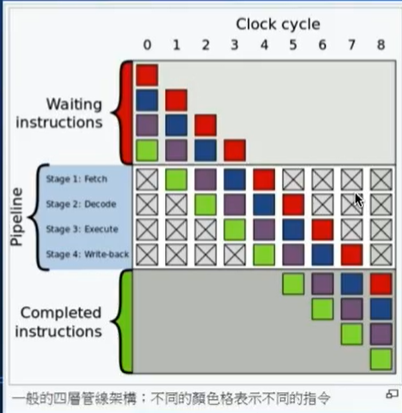 Clock cycle
0 1 2 3 4 5 6 7 8
Waiting
instructions
Pipeline
Stage 1: Fetch
Stage 2: Decode
Stage 3: Execute
Stage 4: Write-back
Completed
instructions
一般的四層管線架構；不同的顏色格表示不同的指令